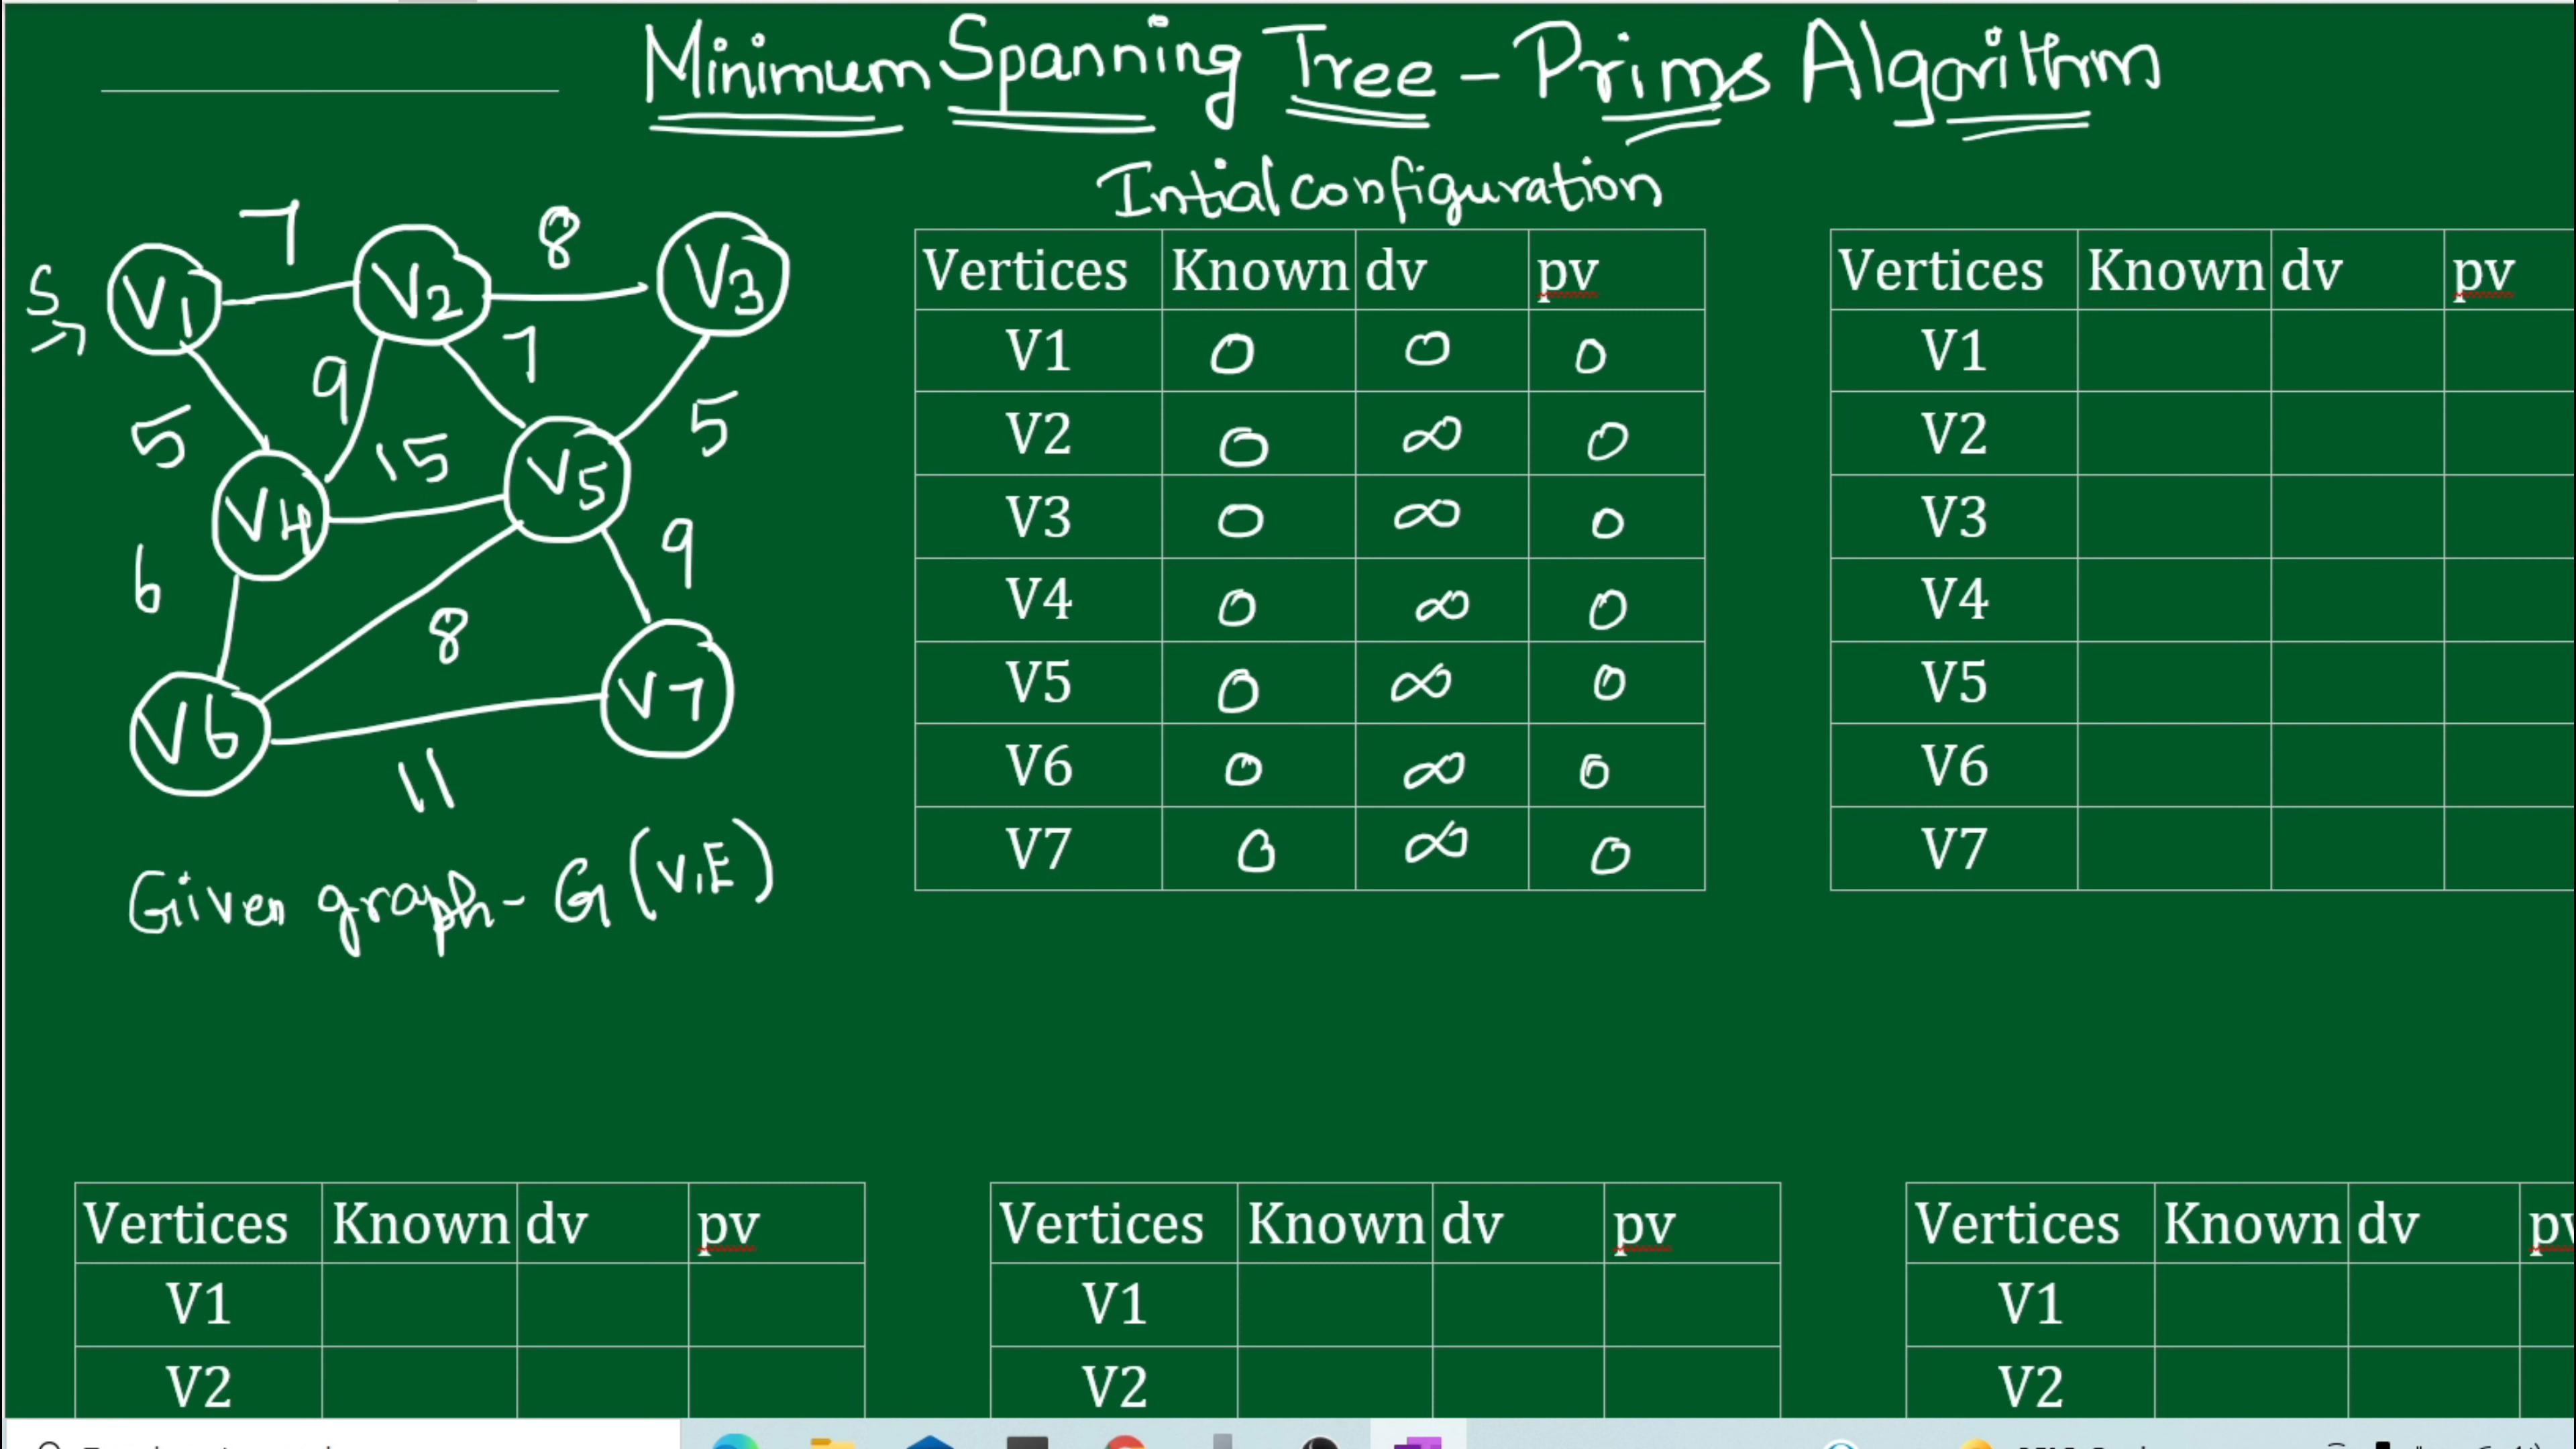 Minimum Spanning Tree - Prims Algorithm
Intial configuration
S V1 7 V2 8 V3
5 9 15 7 5
V4 V5
6 8 9
V6 11 V7
Given graph - G (V,E)
Vertices Known dv pv
V1 0 0 0
V2 0 ∞ 0
V3 0 ∞ 0
V4 0 ∞ 0
V5 0 ∞ 0
V6 0 ∞ 0
V7 0 ∞ 0
Vertices Known dv pv
V1
V2
V3
V4
V5
V6
V7
Vertices Known dv pv
V1
V2
Vertices Known dv pv
V1
V2
Vertices Known dv
V1
V2